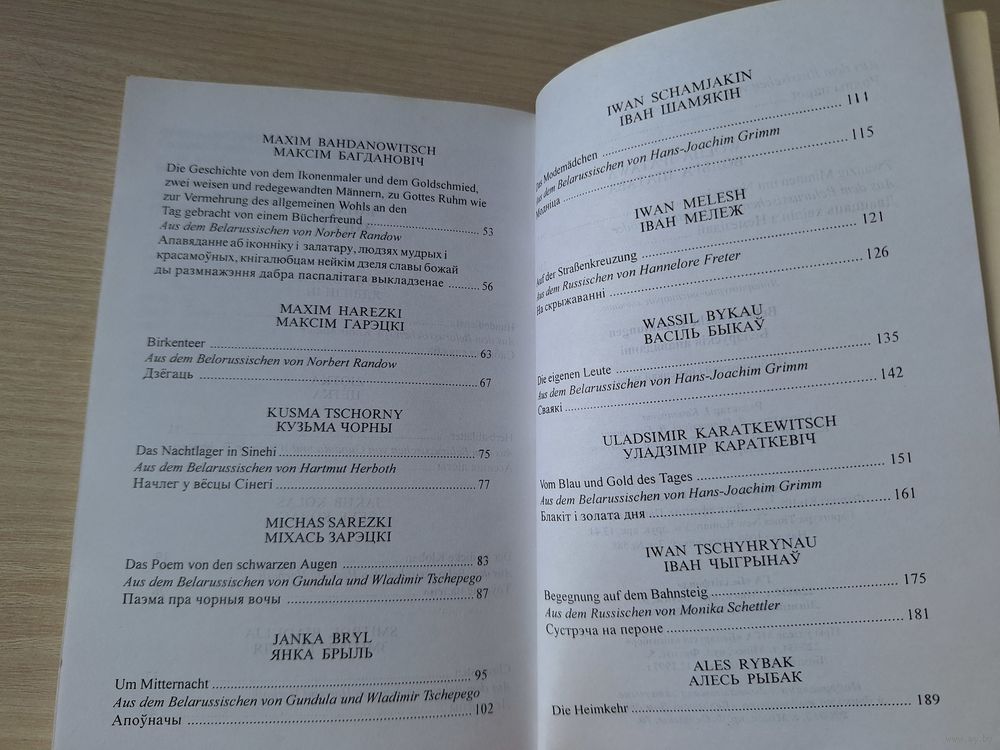 MAXIM BAHDANOWITSCH
МАКСІМ БАГДАНОВІЧ
Die Geschichte von dem Ikonenmaler und dem Goldschmied,
zwei weisen und redegewandten Männern, zu Gottes Ruhm wie
zur Vermehrung des allgemeinen Wohls an den
Tag gebracht von einem Bücherfreund ........ 53
Aus dem Belarussischen von Norbert Randow
Апавяданне аб іконніку і залатару, людзях мудрых і
красамоўных, кнігалюбцам нейкім дзеля славы божай
ды размнажэння дабра паспалітага выкладзенае ........ 56
MAXIM HAREZKI
МАКСІМ ГАРЭЦКІ
Birkenteer ........ 63
Aus dem Belorussischen von Norbert Randow
Дзёгаць ........ 67
KUSMA TSCHORNY
КУЗЬМА ЧОРНЫ
Das Nachtlager in Sinehi ........ 75
Aus dem Belarussischen von Hartmut Herboth
Начлег у вёсцы Сінегі ........ 77
MICHAS SAREZKI
МІХАСЬ ЗАРЭЦКІ
Das Poem von den schwarzen Augen ........ 83
Aus dem Belarussischen von Gundula und Wladimir Tschepego
Паэма пра чорныя вочы ........ 87
JANKA BRYL
ЯНКА БРЫЛЬ
Um Mitternacht ........ 95
Aus dem Belarussischen von Gundula und Wladimir Tschepego
Апоўначы ........ 102
IWAN SCHAMJAKIN
ІВАН ШАМЯКІН
Das Modemädchen ........ 111
Aus dem Belarussischen von Hans-Joachim Grimm
Модніца ........ 115
IWAN MELESH
ІВАН МЕЛЕЖ
Auf der Straßenkreuzung ........ 121
Aus dem Russischen von Hannelore Freter
На скрыжаванні ........ 126
WASSIL BYKAU
ВАСІЛЬ БЫКАЎ
Die eigenen Leute ........ 135
Aus dem Belarussischen von Hans-Joachim Grimm
Сваякі ........ 142
ULADSIMIR KARATKEWITSCH
УЛАДЗІМІР КАРАТКЕВІЧ
Vom Blau und Gold des Tages ........ 151
Aus dem Belarussischen von Hans-Joachim Grimm
Блакіт і золата дня ........ 161
IWAN TSCHYHRYNAU
ІВАН ЧЫГРЫНАЎ
Begegnung auf dem Bahnsteig ........ 175
Aus dem Russischen von Monika Schettler
Сустрэча на пероне ........ 181
ALES RYBAK
АЛЕСЬ РЫБАК
Die Heimkehr ........ 189